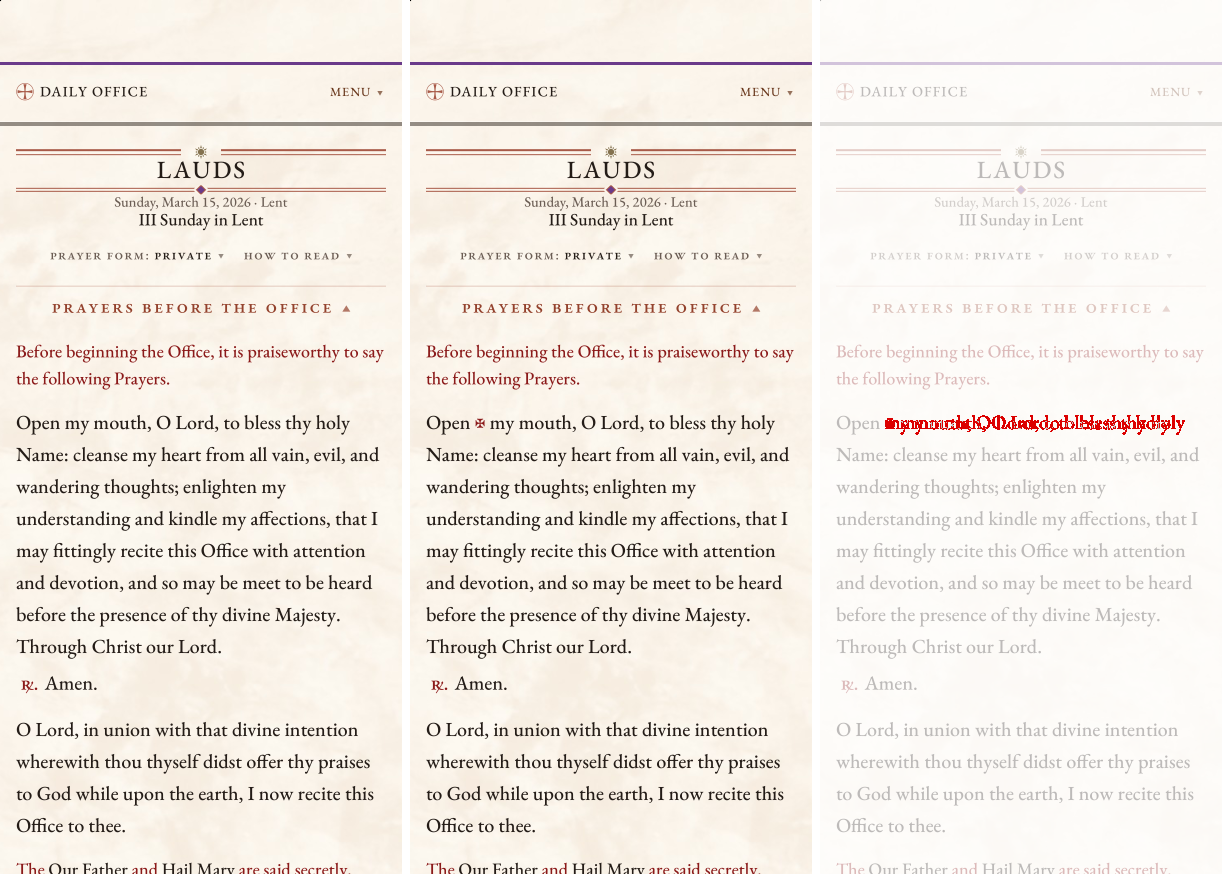 DAILY OFFICE
MENU ▼
LAUDS
Sunday, March 15, 2026 · Lent
III Sunday in Lent
PRAYER FORM: PRIVATE ▼ HOW TO READ ▼
PRAYERS BEFORE THE OFFICE ▲
Before beginning the Office, it is praiseworthy to say
the following Prayers.
Open my mouth, O Lord, to bless thy holy
Name: cleanse my heart from all vain, evil, and
wandering thoughts; enlighten my
understanding and kindle my affections, that I
may fittingly recite this Office with attention
and devotion, and so may be meet to be heard
before the presence of thy divine Majesty.
Through Christ our Lord.
℟. Amen.
O Lord, in union with that divine intention
wherewith thou thyself didst offer thy praises
to God while upon the earth, I now recite this
Office to thee.
The Our Father and Hail Mary are said secretly.
DAILY OFFICE
MENU ▼
LAUDS
Sunday, March 15, 2026 · Lent
III Sunday in Lent
PRAYER FORM: PRIVATE ▼ HOW TO READ ▼
PRAYERS BEFORE THE OFFICE ▲
Before beginning the Office, it is praiseworthy to say
the following Prayers.
Open ✠ my mouth, O Lord, to bless thy holy
Name: cleanse my heart from all vain, evil, and
wandering thoughts; enlighten my
understanding and kindle my affections, that I
may fittingly recite this Office with attention
and devotion, and so may be meet to be heard
before the presence of thy divine Majesty.
Through Christ our Lord.
℟. Amen.
O Lord, in union with that divine intention
wherewith thou thyself didst offer thy praises
to God while upon the earth, I now recite this
Office to thee.
The Our Father and Hail Mary are said secretly.
DAILY OFFICE
MENU ▼
LAUDS
Sunday, March 15, 2026 · Lent
III Sunday in Lent
PRAYER FORM: PRIVATE ▼ HOW TO READ ▼
PRAYERS BEFORE THE OFFICE ▲
Before beginning the Office, it is praiseworthy to say
the following Prayers.
Open
Name: cleanse my heart from all vain, evil, and
wandering thoughts; enlighten my
understanding and kindle my affections, that I
may fittingly recite this Office with attention
and devotion, and so may be meet to be heard
before the presence of thy divine Majesty.
Through Christ our Lord.
℟. Amen.
O Lord, in union with that divine intention
wherewith thou thyself didst offer thy praises
to God while upon the earth, I now recite this
Office to thee.
The Our Father and Hail Mary are said secretly.